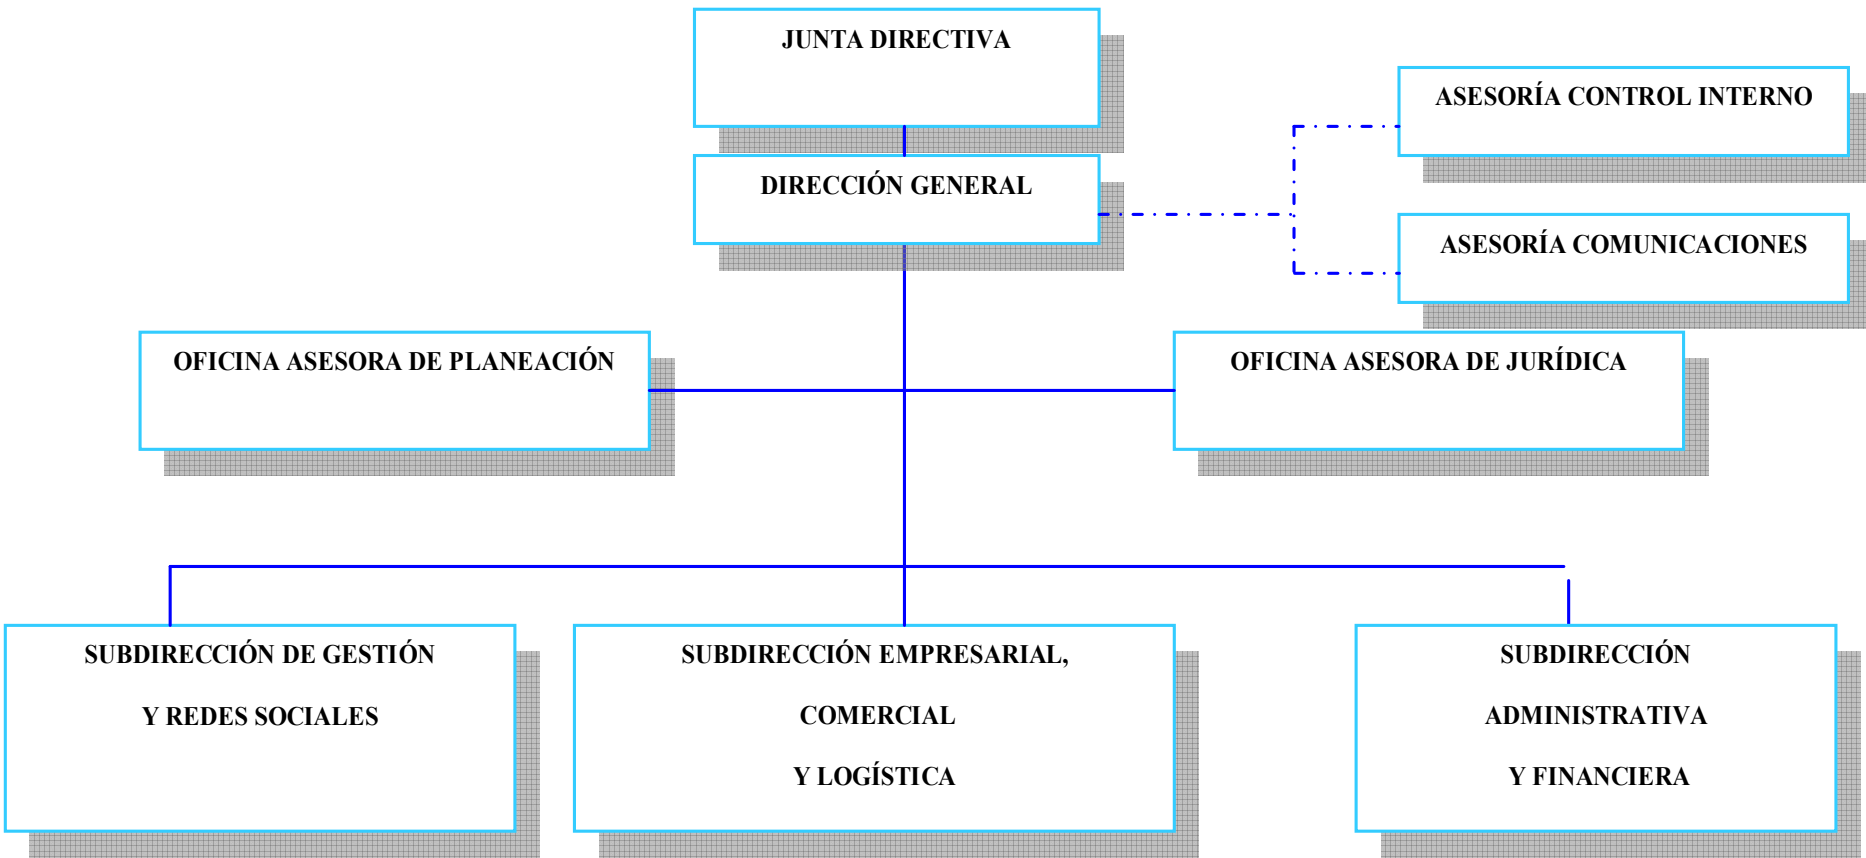 JUNTA DIRECTIVA
ASESORÍA CONTROL INTERNO
DIRECCIÓN GENERAL
ASESORÍA COMUNICACIONES
OFICINA ASESORA DE PLANEACIÓN
OFICINA ASESORA DE JURÍDICA
SUBDIRECCIÓN DE GESTIÓN
Y REDES SOCIALES
SUBDIRECCIÓN EMPRESARIAL,
COMERCIAL
Y LOGÍSTICA
SUBDIRECCIÓN
ADMINISTRATIVA
Y FINANCIERA